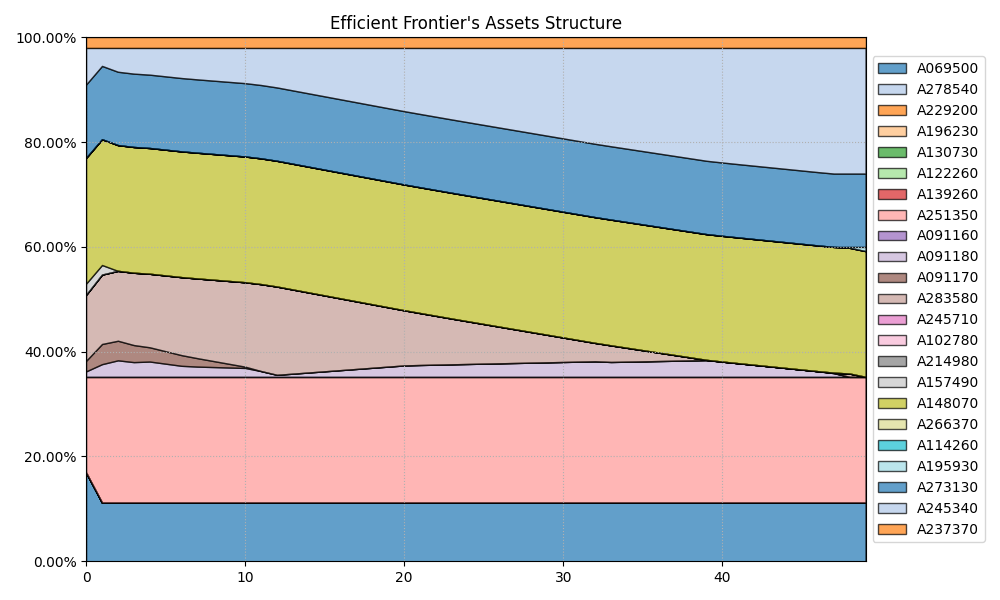 Efficient Frontier's Assets Structure
100.00%
80.00%
60.00%
40.00%
20.00%
0.00%
0
10
20
30
40
A069500
A278540
A229200
A196230
A130730
A122260
A139260
A251350
A091160
A091180
A091170
A283580
A245710
A102780
A214980
A157490
A148070
A266370
A114260
A195930
A273130
A245340
A237370